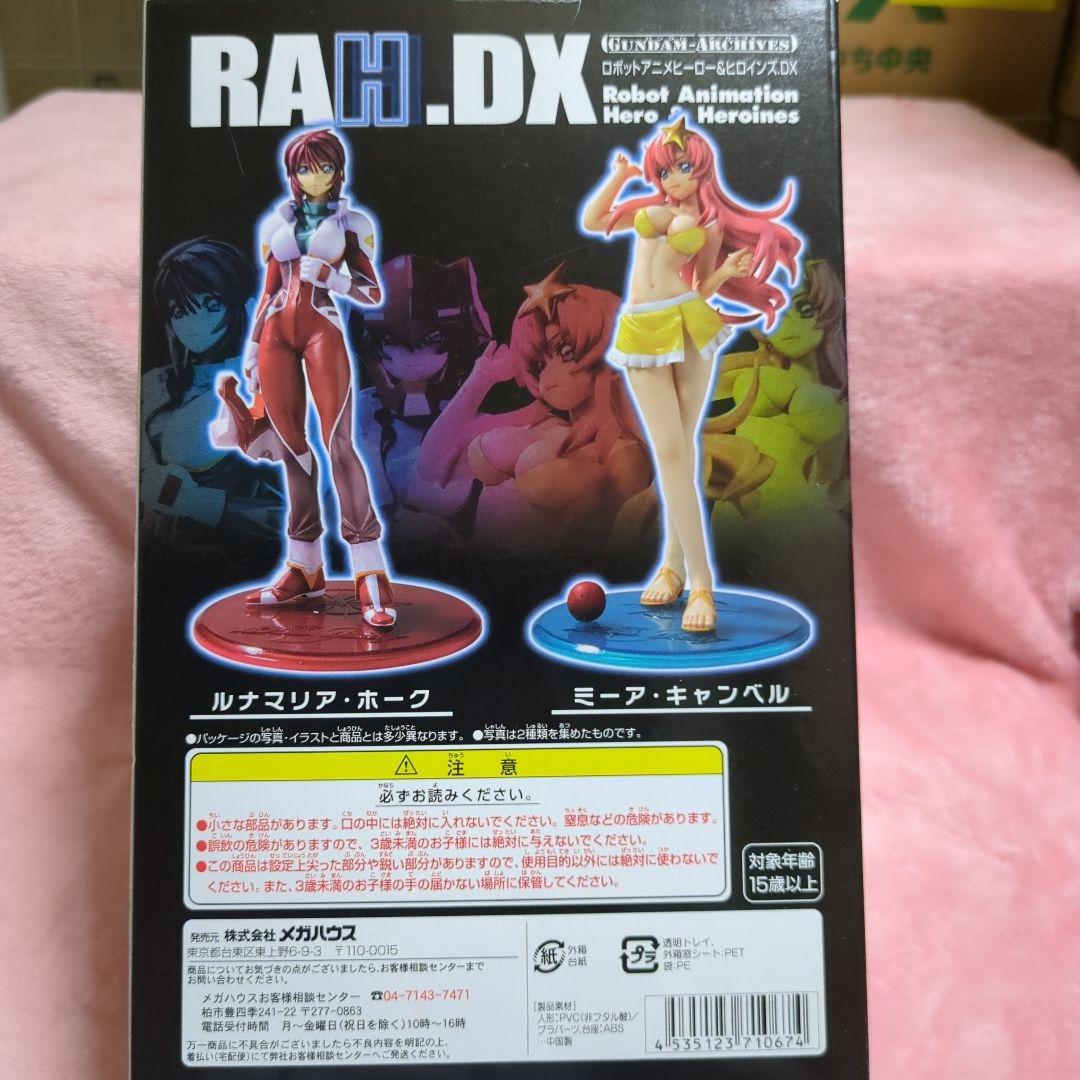 RAH.DX
GUNDAM-ARCHIVES
ロボットアニメヒーロー&ヒロインズ.DX
Robot Animation
Hero & Heroines
ち中央
ルナマリア・ホーク
ミーア・キャンベル
●パッケージの写真・イラストと商品とは多少異なります。●写真は2種類を集めたものです。
⚠ 注意
必ずお読みください。
●小さな部品があります。口の中には絶対に入れないでください。窒息などの危険があります。
●誤飲の危険がありますので、3歳未満のお子様には絶対に与えないでください。
●この商品は設定上尖った部分や鋭い部分がありますので、使用目的以外には絶対に使わないで
ください。また、3歳未満のお子様の手の届かない場所に保管してください。
対象年齢
15歳以上
発売元 株式会社 メガハウス
東京都台東区東上野6-9-3 〒110-0015
商品についてお気づきの点がございましたら、お客様相談センターまで
お問い合わせください。
メガハウスお客様相談センター ☎04-7143-7471
柏市豊四季241-22 〒277-0863
電話受付時間 月〜金曜日(祝日を除く)10時〜16時
万一商品に不具合がございましたら不良内容を明記の上、
着払い(宅配便)にて弊社お客様相談センターへご発送ください。
紙
外箱
台紙
プラ
透明トレイ、
外箱窓シート:PET
袋:PE
[製品素材]
人形:PVC(非フタル酸)/
プラパーツ、台座:ABS
…中国製
4 535123 710674